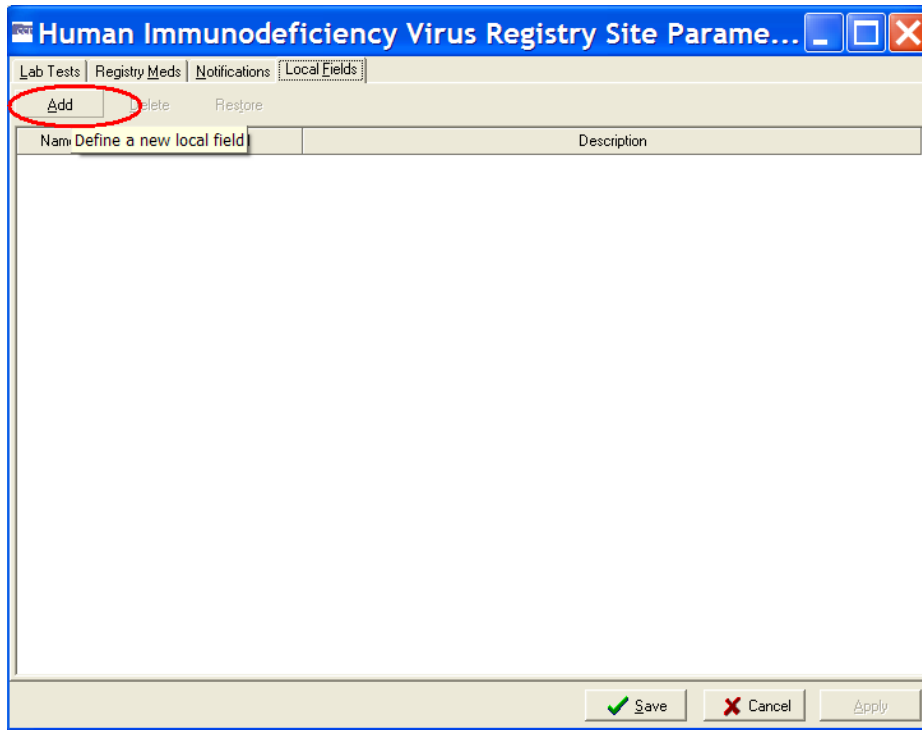 Human Immunodeficiency Virus Registry Site Parame...
Lab Tests Registry Meds Notifications Local Fields
Add Delete Restore
Name Description
Define a new local field
Save Cancel Apply